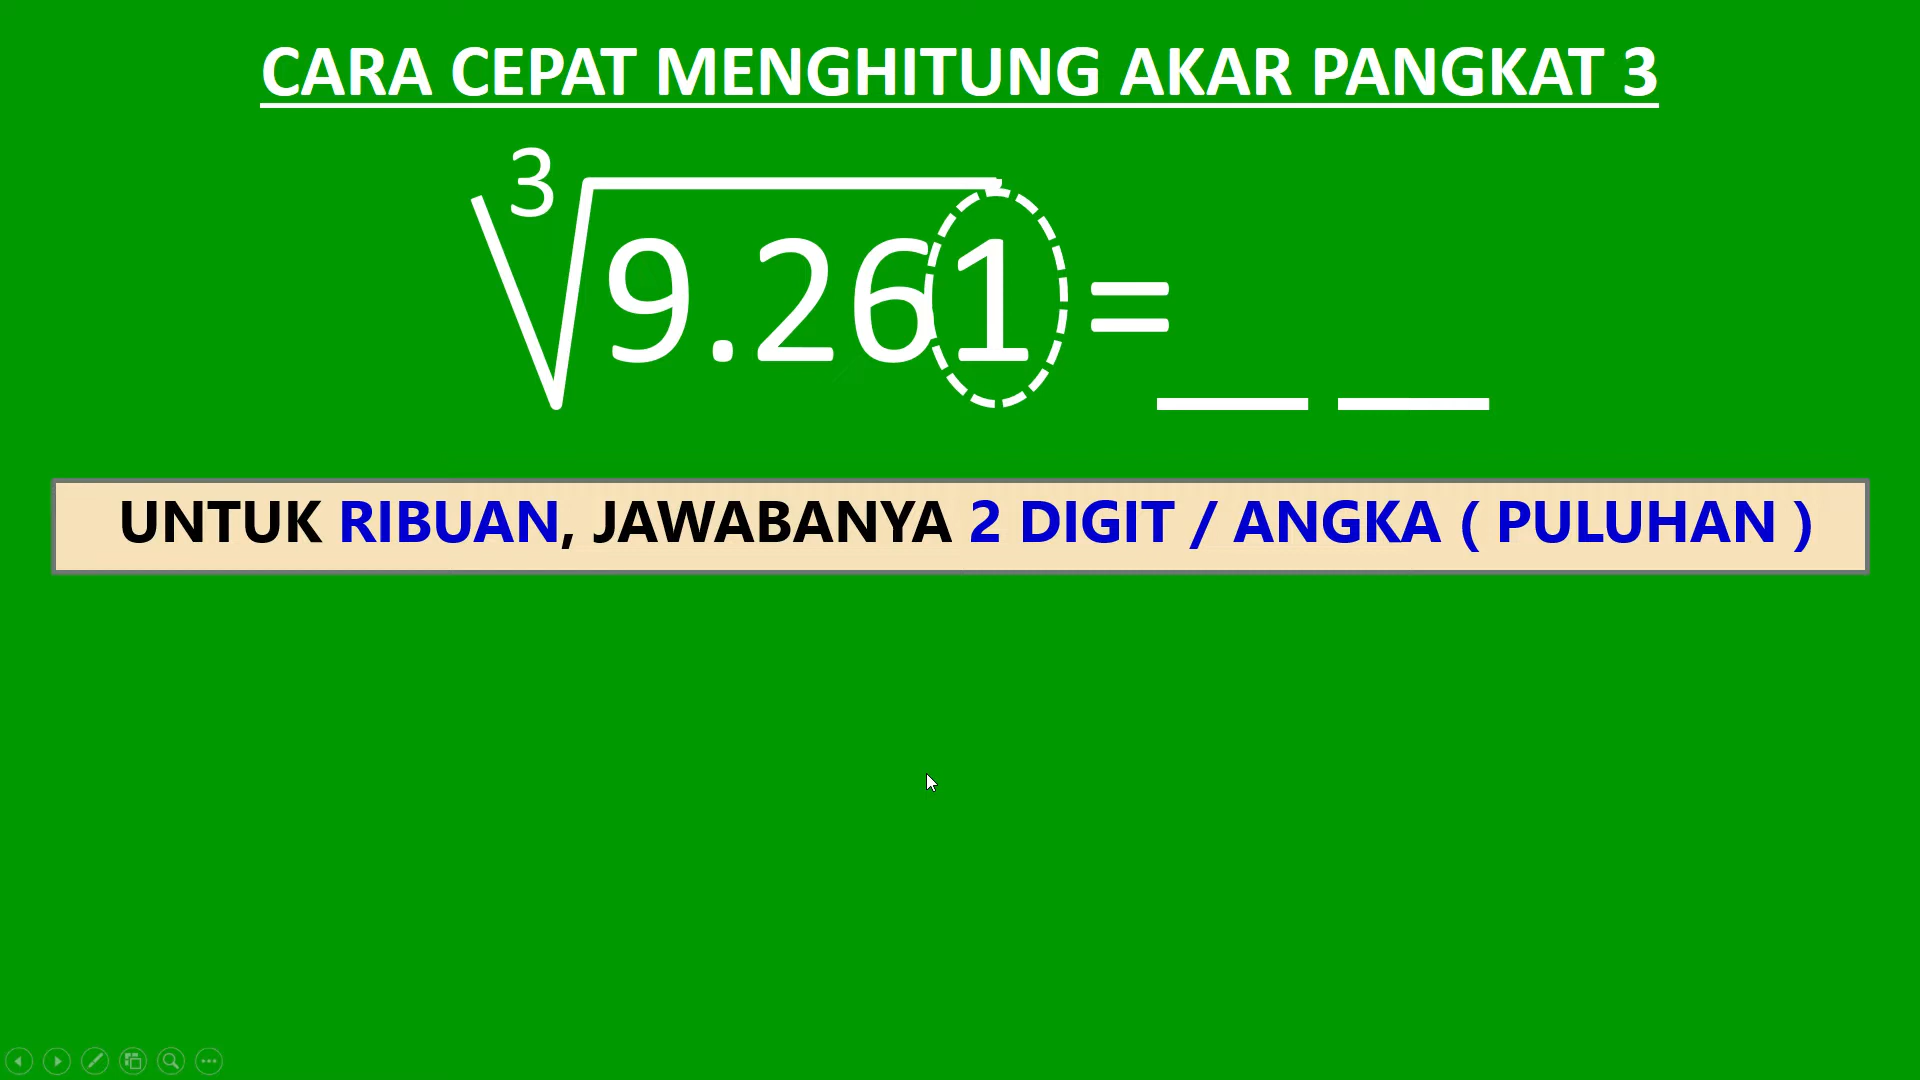 CARA CEPAT MENGHITUNG AKAR PANGKAT 3
3
√9.261 = __ __
UNTUK RIBUAN, JAWABANYA 2 DIGIT / ANGKA ( PULUHAN )